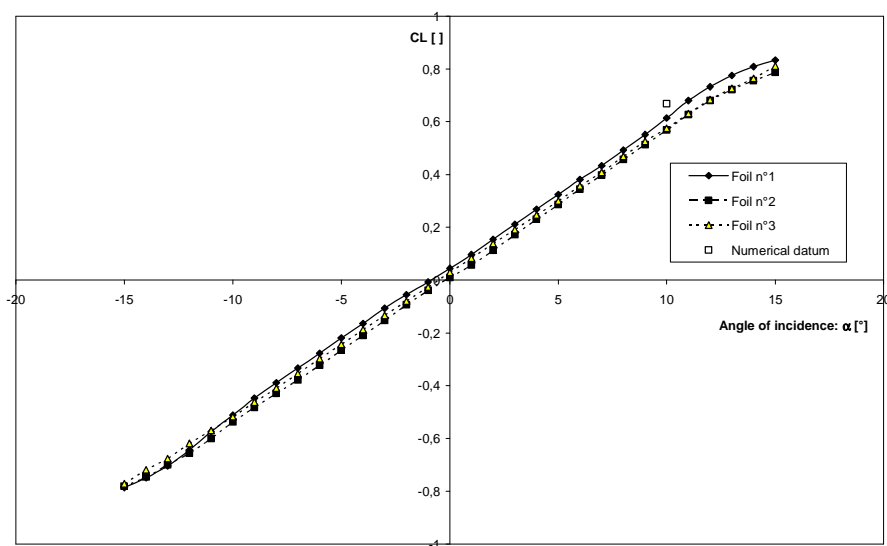 1
CL [ ]
0,8
0,6
0,4
0,2
0
-0,2
-0,4
-0,6
-0,8
-1
-20 -15 -10 -5 0 5 10 15 20
Angle of incidence: α [°]
Foil n°1
Foil n°2
Foil n°3
Numerical datum